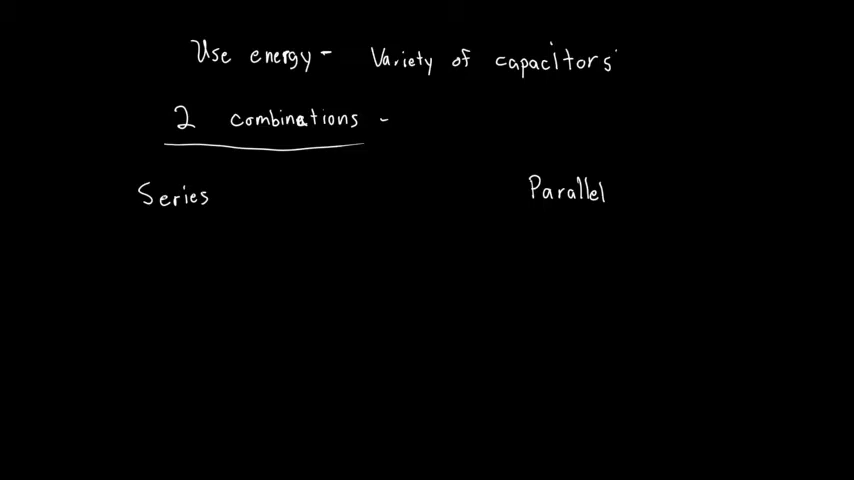 Use energy - Variety of capacitors
2 combinations -
Series
Parallel